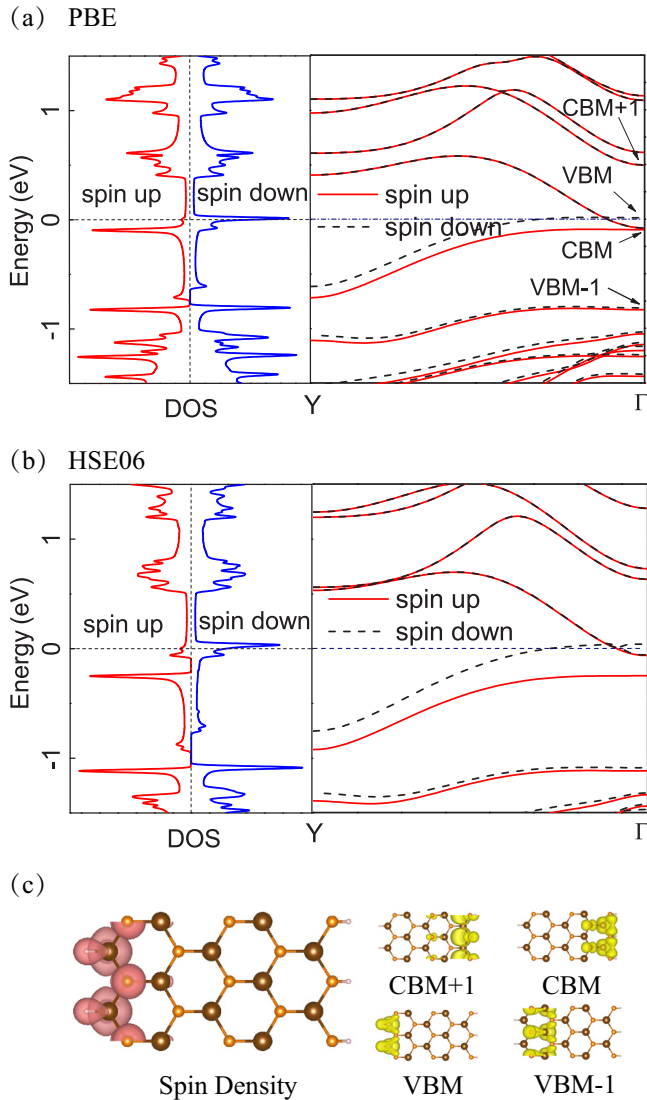 (a) PBE
Energy (eV)
1
0
-1
spin up
spin down
DOS
spin up
spin down
CBM+1
VBM
CBM
VBM-1
Y
Γ
(b) HSE06
Energy (eV)
1
0
-1
spin up
spin down
DOS
spin up
spin down
Y
Γ
(c)
CBM+1
CBM
Spin Density
VBM
VBM-1